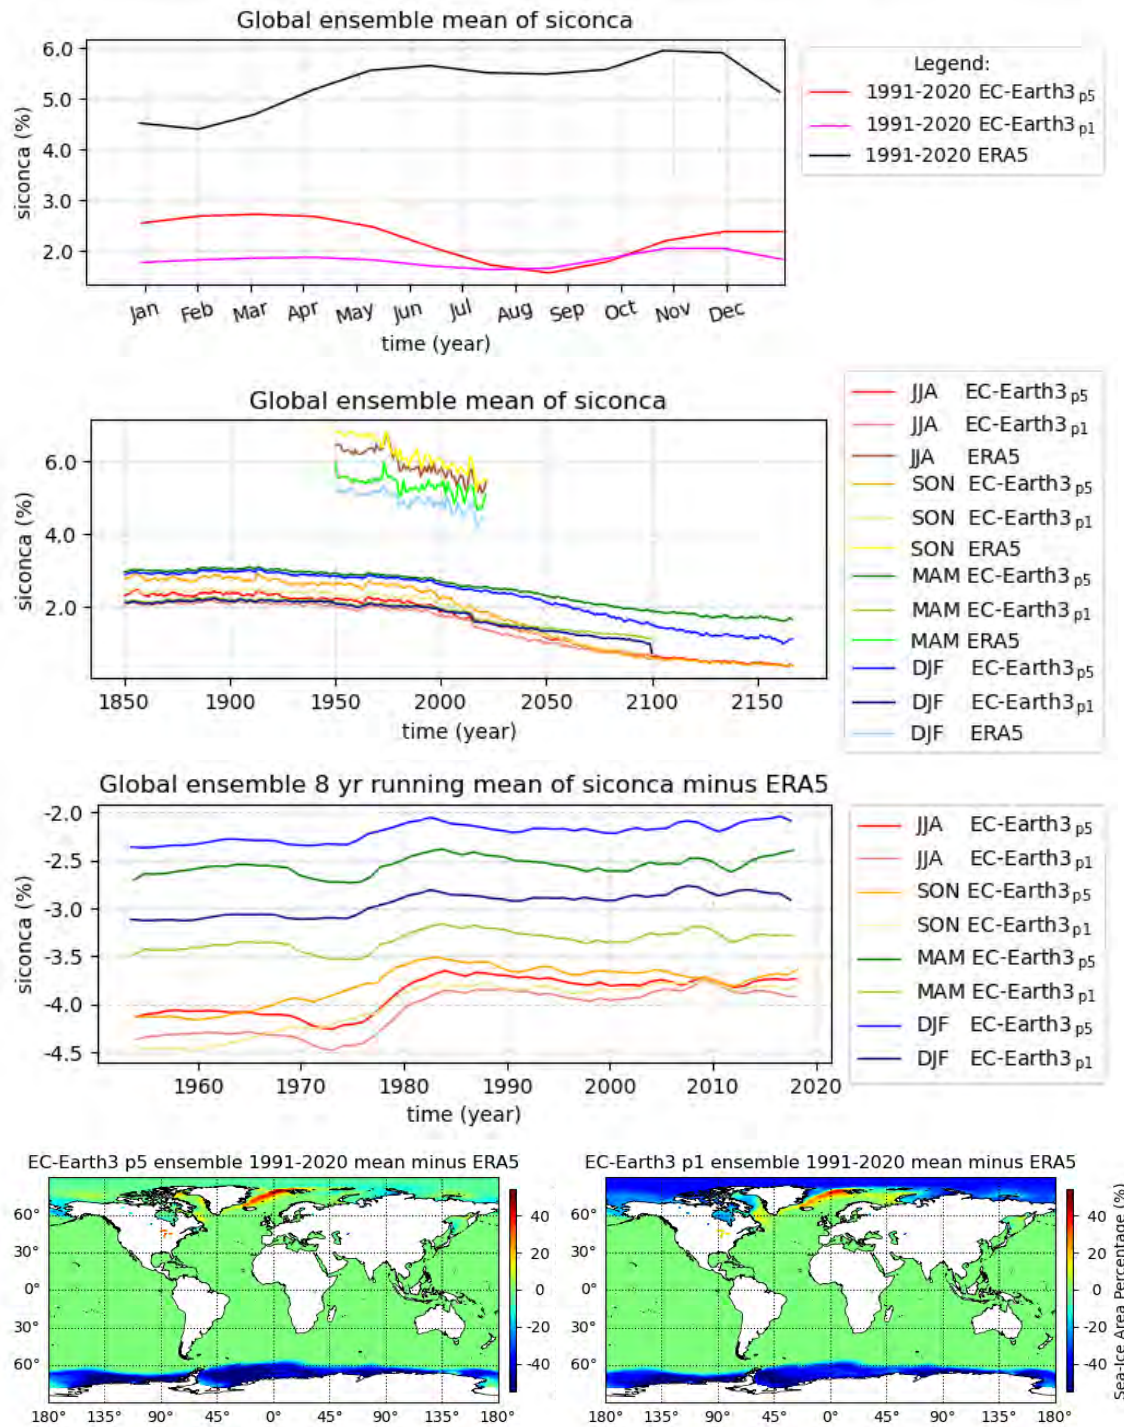 Global ensemble mean of siconca
6.0
5.0
4.0
3.0
2.0
siconca (%)
Jan Feb Mar Apr May Jun Jul Aug Sep Oct Nov Dec
time (year)
Legend:
1991-2020 EC-Earth3 p5
1991-2020 EC-Earth3 p1
1991-2020 ERA5
Global ensemble mean of siconca
6.0
4.0
2.0
siconca (%)
1850 1900 1950 2000 2050 2100 2150
time (year)
JJA EC-Earth3 p5
JJA EC-Earth3 p1
JJA ERA5
SON EC-Earth3 p5
SON EC-Earth3 p1
SON ERA5
MAM EC-Earth3 p5
MAM EC-Earth3 p1
MAM ERA5
DJF EC-Earth3 p5
DJF EC-Earth3 p1
DJF ERA5
Global ensemble 8 yr running mean of siconca minus ERA5
-2.0
-2.5
-3.0
-3.5
-4.0
-4.5
siconca (%)
1960 1970 1980 1990 2000 2010 2020
time (year)
JJA EC-Earth3 p5
JJA EC-Earth3 p1
SON EC-Earth3 p5
SON EC-Earth3 p1
MAM EC-Earth3 p5
MAM EC-Earth3 p1
DJF EC-Earth3 p5
DJF EC-Earth3 p1
EC-Earth3 p5 ensemble 1991-2020 mean minus ERA5
60°
30°
0°
30°
60°
180° 135° 90° 45° 0° 45° 90° 135° 180°
40
20
0
-20
-40
EC-Earth3 p1 ensemble 1991-2020 mean minus ERA5
60°
30°
0°
30°
60°
180° 135° 90° 45° 0° 45° 90° 135° 180°
40
20
0
-20
-40
Sea-Ice Area Percentage (%)